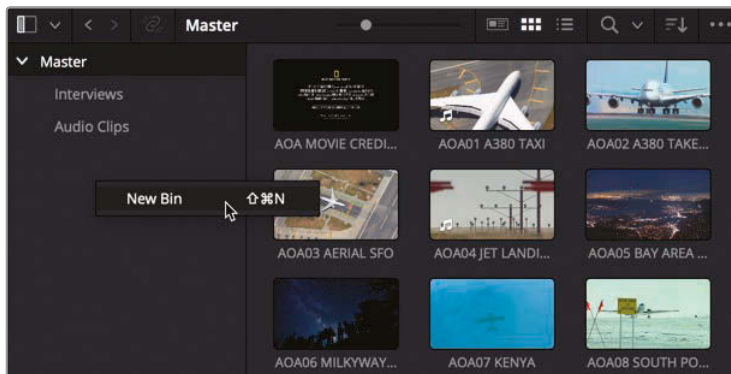 Master
Master
Interviews
Audio Clips
New Bin ⇧⌘N
AOA MOVIE CREDI...
AOA01 A380 TAXI
AOA02 A380 TAKE...
AOA03 AERIAL SFO
AOA04 JET LANDI...
AOA05 BAY AREA ...
AOA06 MILKYWAY...
AOA07 KENYA
AOA08 SOUTH PO...